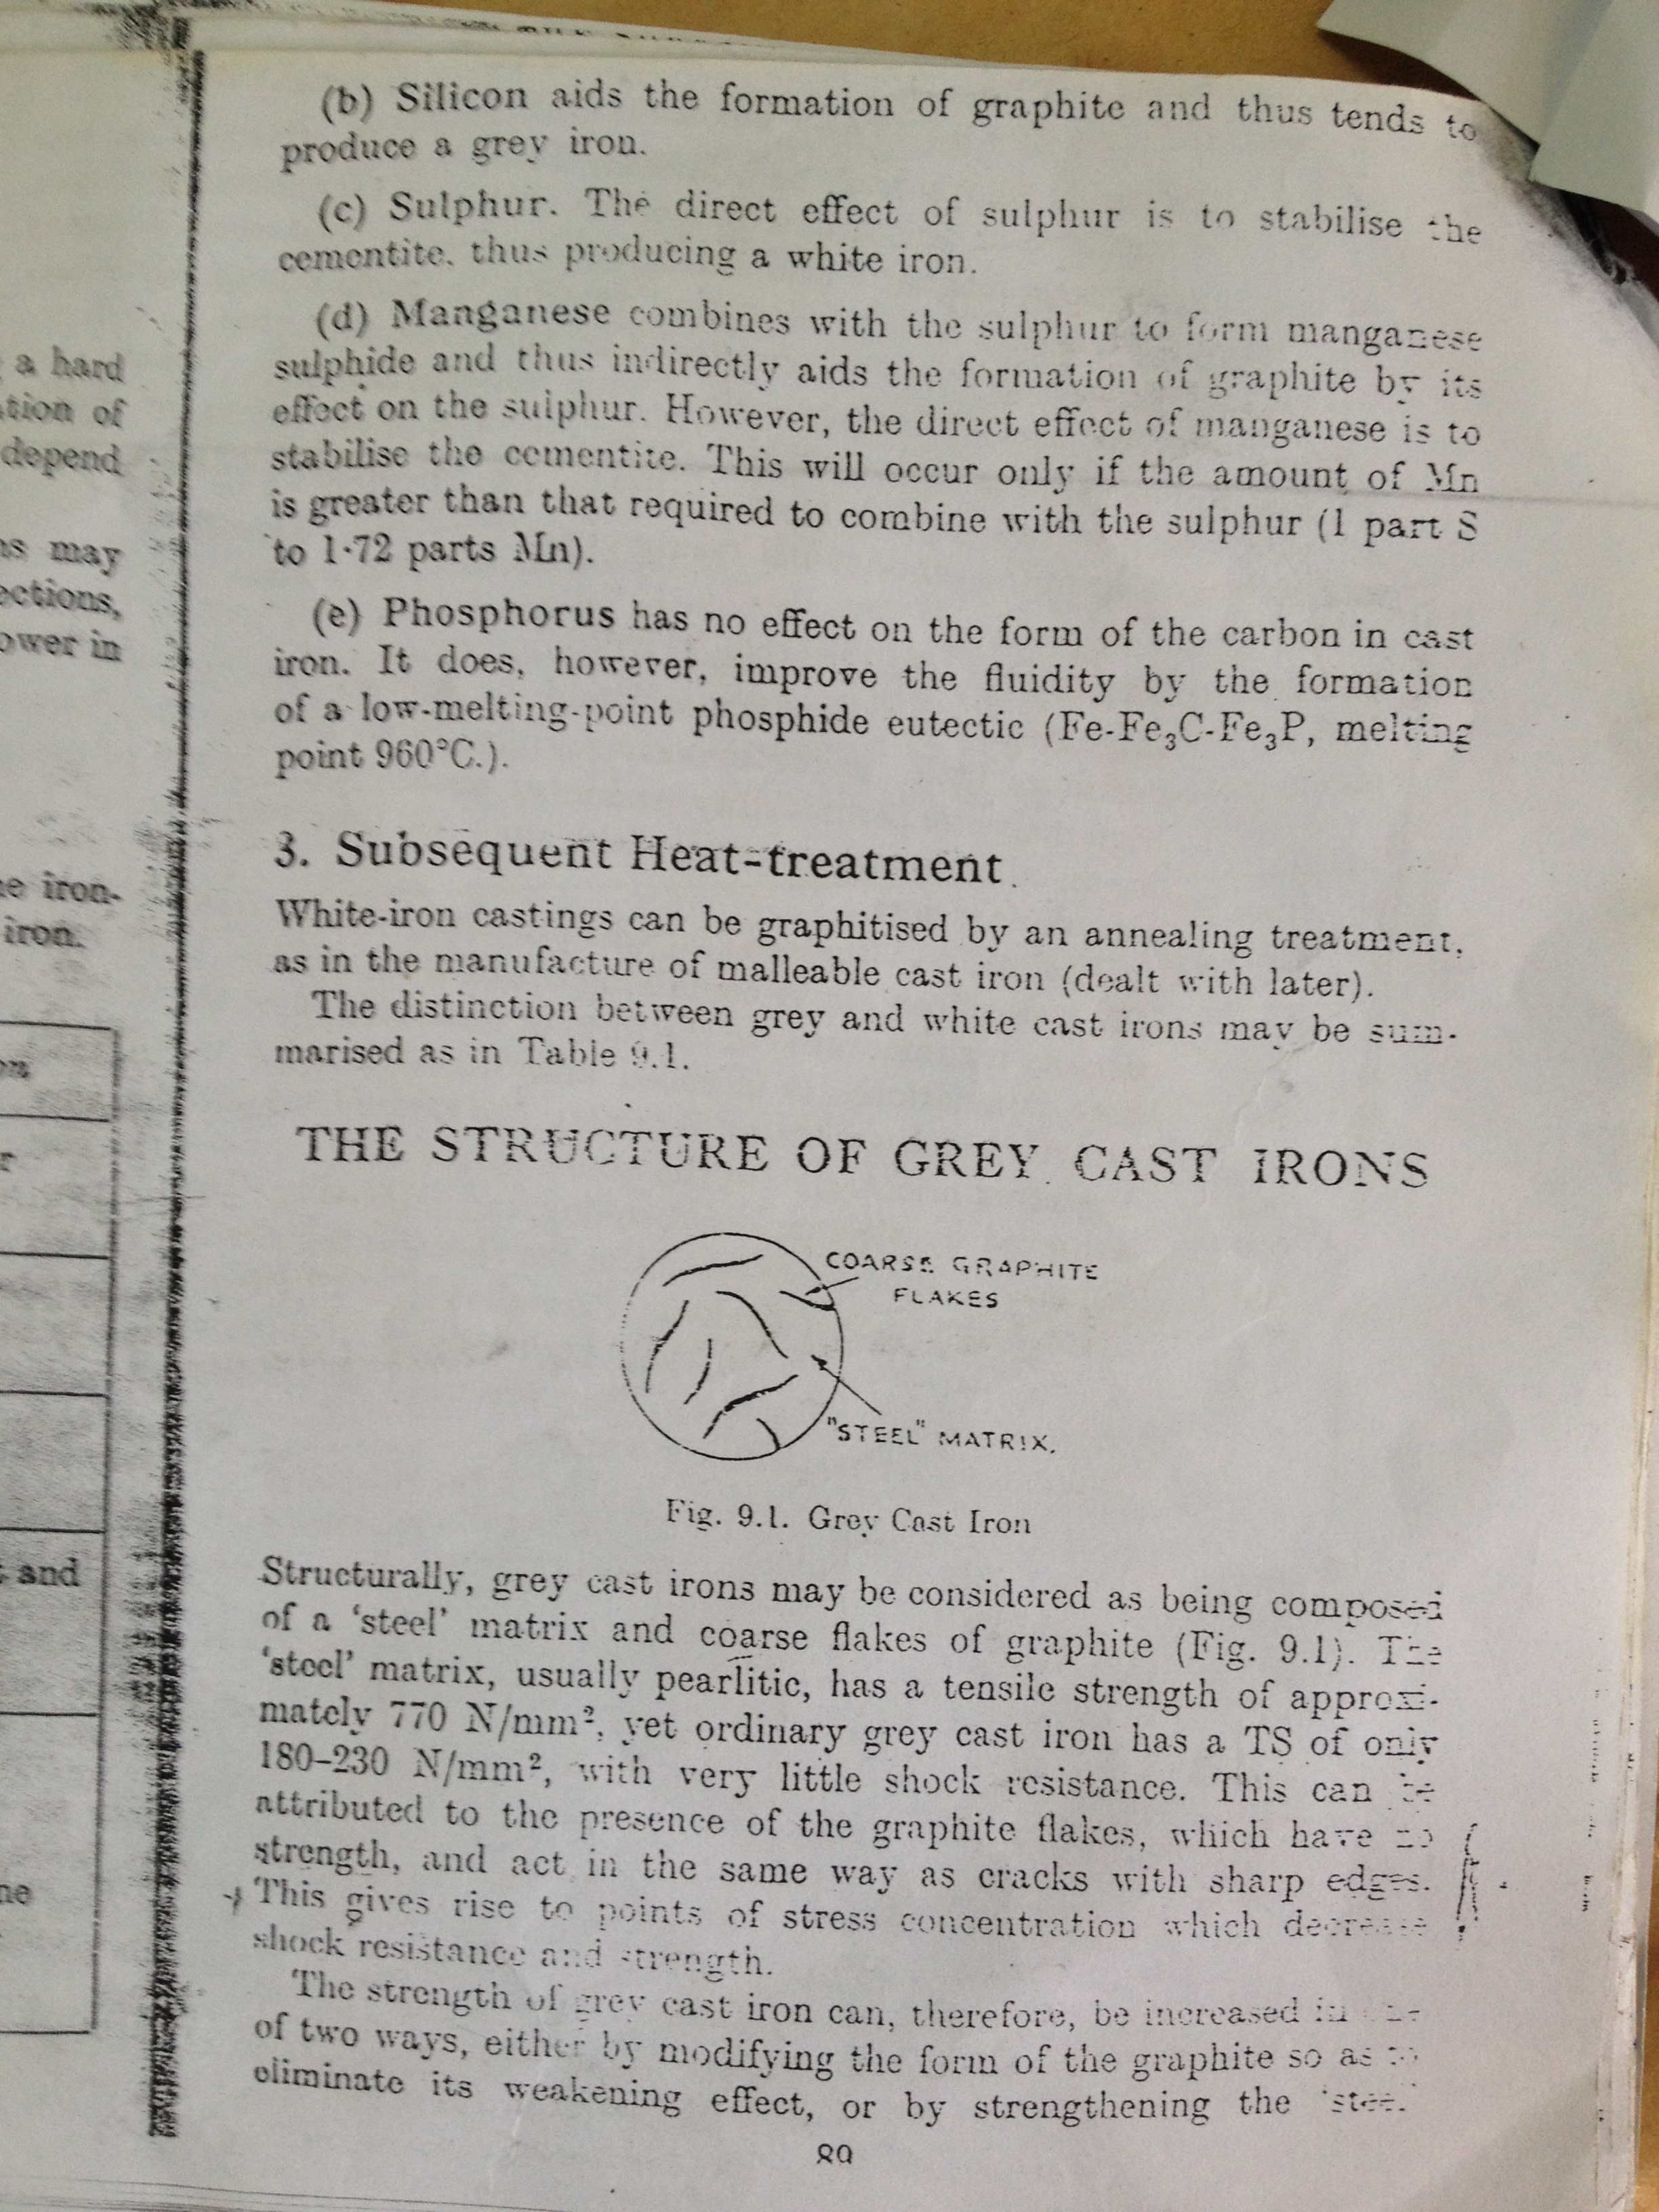 (b) Silicon aids the formation of graphite and thus tends to
produce a grey iron.
(c) Sulphur. The direct effect of sulphur is to stabilise the
cementite, thus producing a white iron.
(d) Manganese combines with the sulphur to form manganese
sulphide and thus indirectly aids the formation of graphite by its
effect on the sulphur. However, the direct effect of manganese is to
stabilise the cementite. This will occur only if the amount of Mn
is greater than that required to combine with the sulphur (1 part S
to 1·72 parts Mn).
(e) Phosphorus has no effect on the form of the carbon in cast
iron. It does, however, improve the fluidity by the formation
of a low-melting-point phosphide eutectic (Fe-Fe₃C-Fe₃P, melting
point 960°C.).
3. Subsequent Heat-treatment
White-iron castings can be graphitised by an annealing treatment,
as in the manufacture of malleable cast iron (dealt with later).
The distinction between grey and white cast irons may be sum-
marised as in Table 9.1.
THE STRUCTURE OF GREY CAST IRONS
COARSE GRAPHITE
FLAKES
"STEEL" MATRIX.
Fig. 9.1. Grey Cast Iron
Structurally, grey cast irons may be considered as being composed
of a 'steel' matrix and coarse flakes of graphite (Fig. 9.1). The
'steel' matrix, usually pearlitic, has a tensile strength of approxi-
mately 770 N/mm², yet ordinary grey cast iron has a TS of only
180–230 N/mm², with very little shock resistance. This can be
attributed to the presence of the graphite flakes, which have no
strength, and act in the same way as cracks with sharp edges.
This gives rise to points of stress concentration which decrease
shock resistance and strength.
The strength of grey cast iron can, therefore, be increased in
of two ways, either by modifying the form of the graphite so as to
eliminate its weakening effect, or by strengthening the 'steel'
89
a hard
of
depend
may
in
iron-
iron.
and